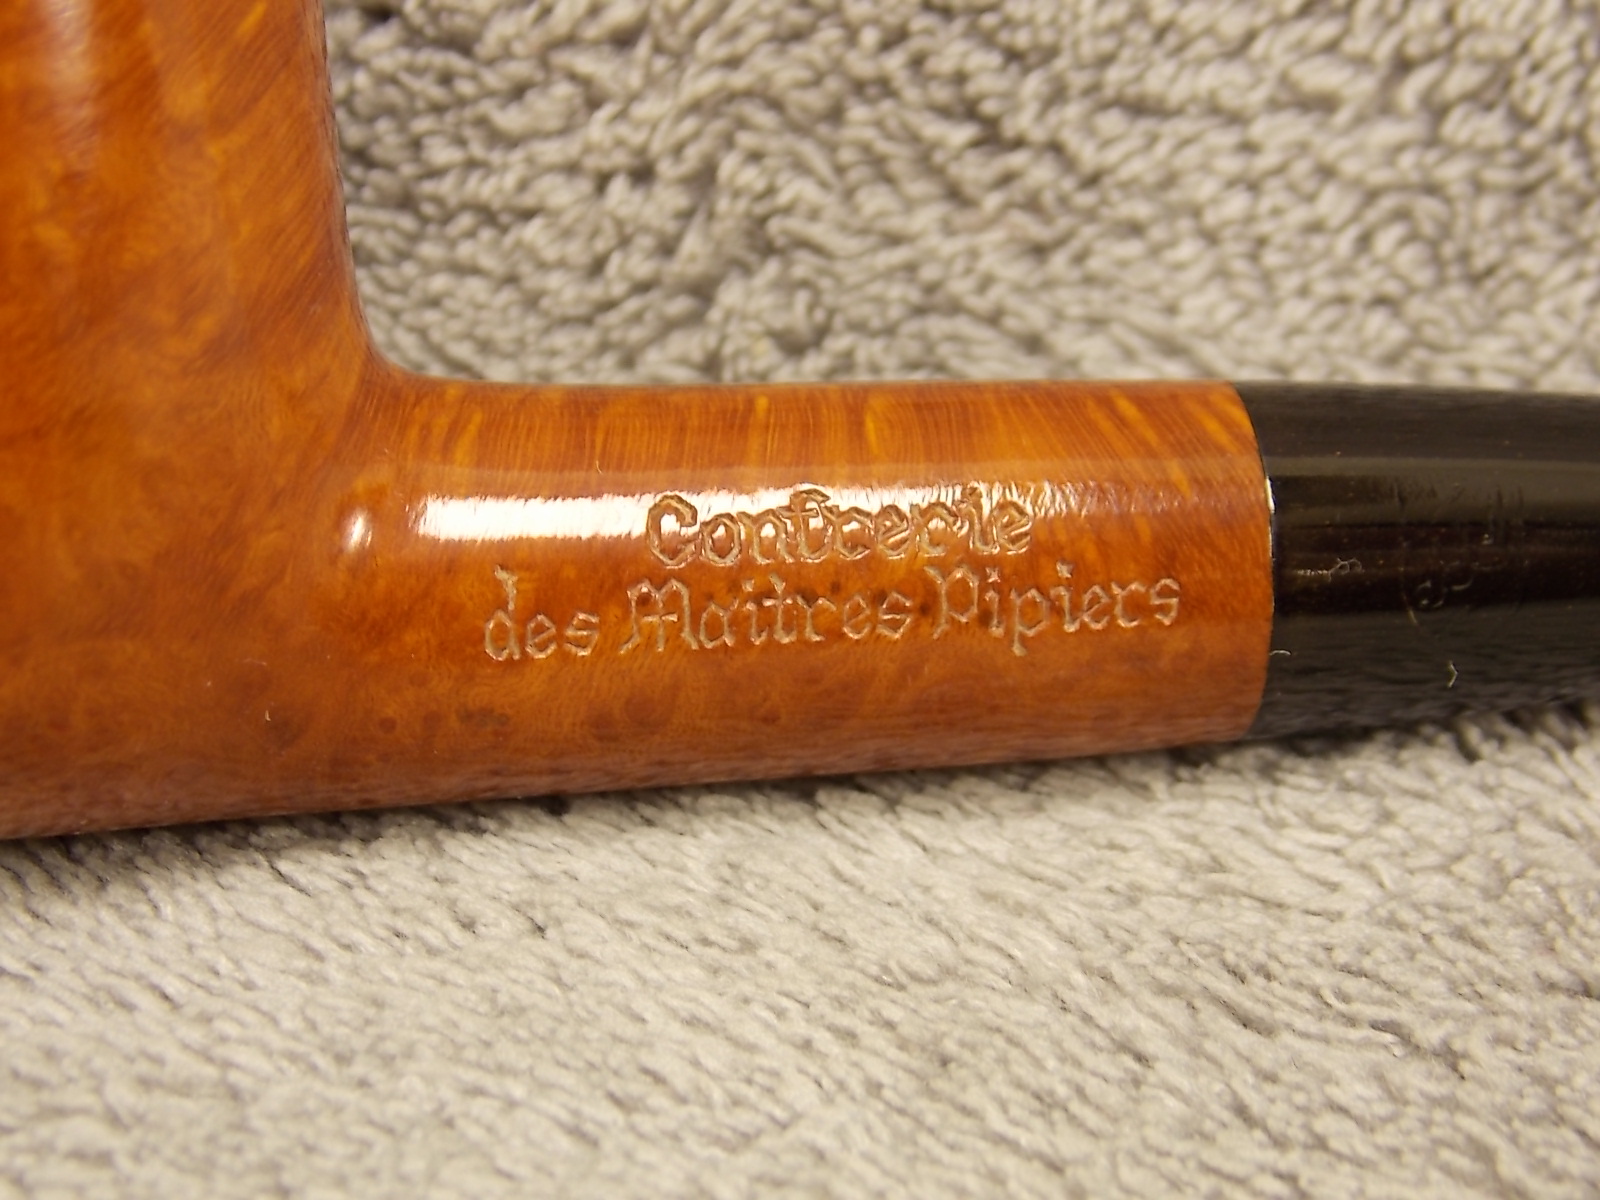 Confrerie
des Maitres Pipiers